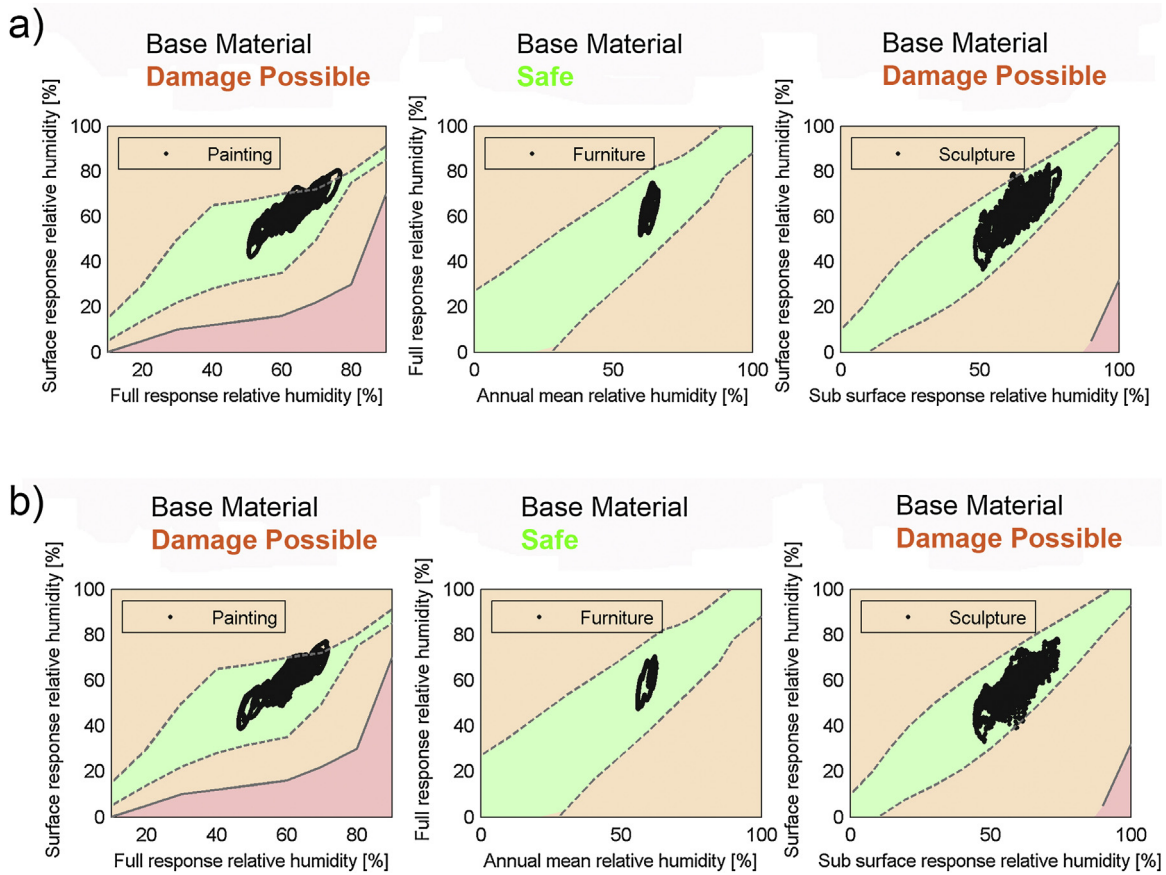 a)
Base Material
Damage Possible
Base Material
Safe
Base Material
Damage Possible
Surface response relative humidity [%]
100
80
60
40
20
0
Painting
20
40
60
80
Full response relative humidity [%]
Full response relative humidity [%]
100
80
60
40
20
0
Furniture
0
50
100
Annual mean relative humidity [%]
Surface response relative humidity [%]
100
80
60
40
20
0
Sculpture
0
50
100
Sub surface response relative humidity [%]
b)
Base Material
Damage Possible
Base Material
Safe
Base Material
Damage Possible
Surface response relative humidity [%]
100
80
60
40
20
0
Painting
20
40
60
80
Full response relative humidity [%]
Full response relative humidity [%]
100
80
60
40
20
0
Furniture
0
50
100
Annual mean relative humidity [%]
Surface response relative humidity [%]
100
80
60
40
20
0
Sculpture
0
50
100
Sub surface response relative humidity [%]